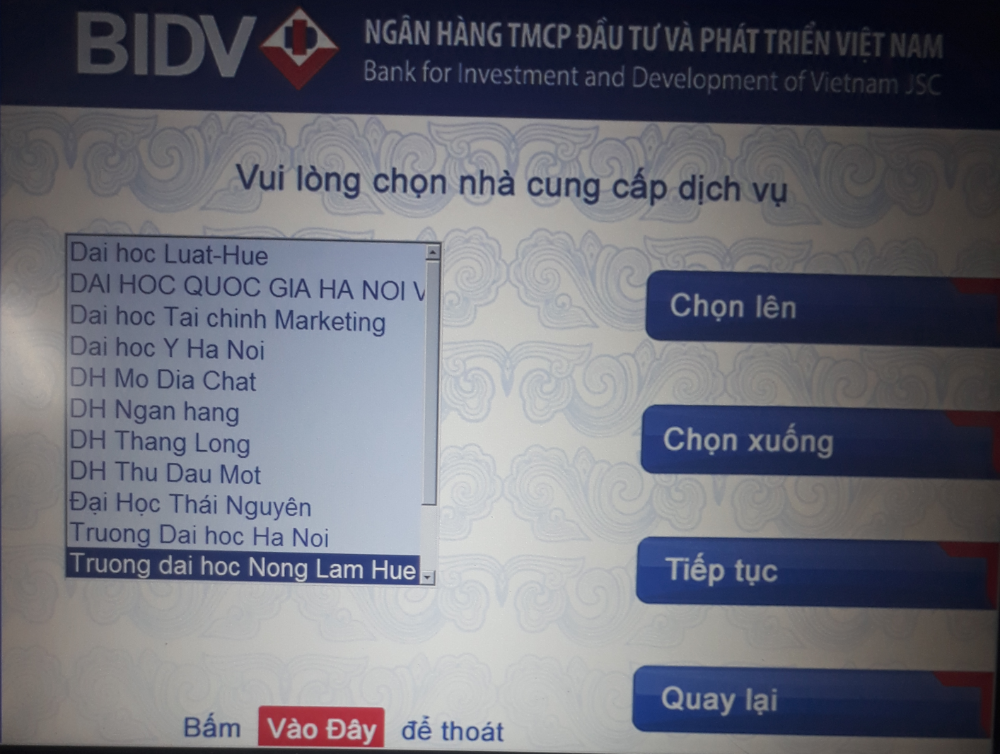 BIDV
NGÂN HÀNG TMCP ĐẦU TƯ VÀ PHÁT TRIỂN VIỆT NAM
Bank for Investment and Development of Vietnam JSC
Vui lòng chọn nhà cung cấp dịch vụ
Dai hoc Luat-Hue
DAI HOC QUOC GIA HA NOI V
Dai hoc Tai chinh Marketing
Dai hoc Y Ha Noi
DH Mo Dia Chat
DH Ngan hang
DH Thang Long
DH Thu Dau Mot
Đại Học Thái Nguyên
Truong Dai hoc Ha Noi
Truong dai hoc Nong Lam Hue
Chọn lên
Chọn xuống
Tiếp tục
Quay lại
Bấm Vào Đây để thoát